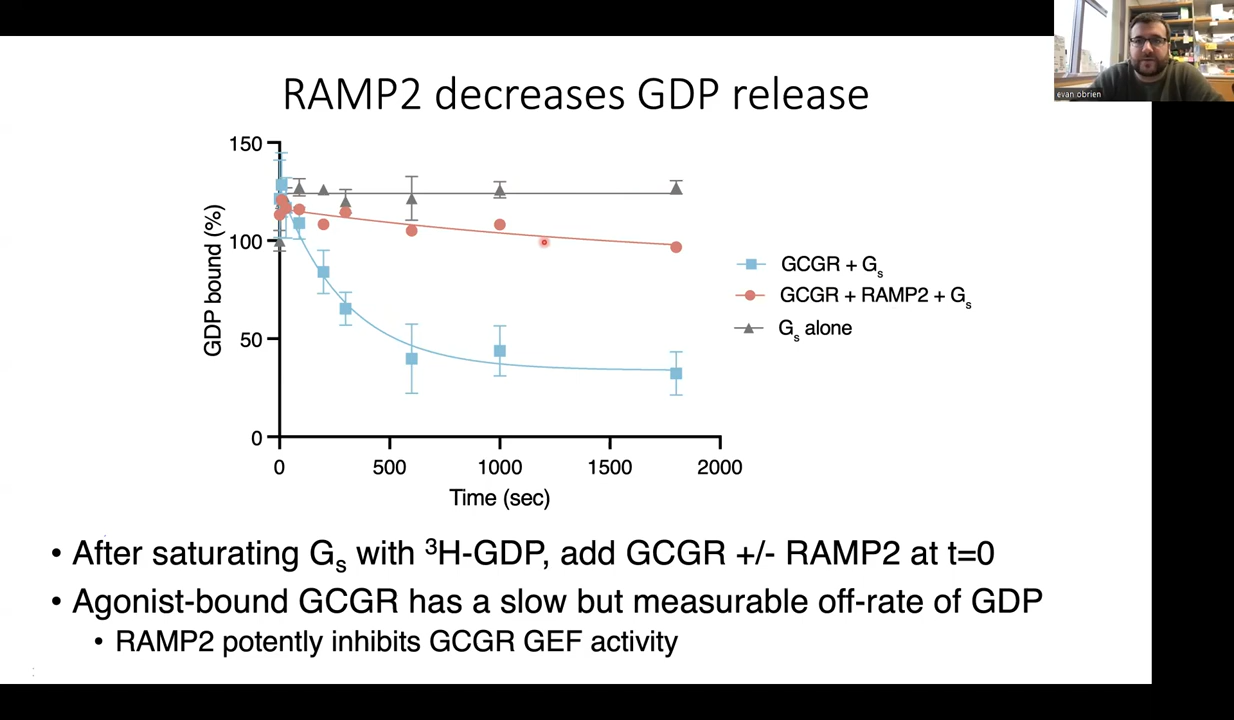 evan obrien
RAMP2 decreases GDP release
150
100
50
0
GDP bound (%)
0 500 1000 1500 2000
Time (sec)
GCGR + Gs
GCGR + RAMP2 + Gs
Gs alone
• After saturating Gs with ³H-GDP, add GCGR +/- RAMP2 at t=0
• Agonist-bound GCGR has a slow but measurable off-rate of GDP
• RAMP2 potently inhibits GCGR GEF activity